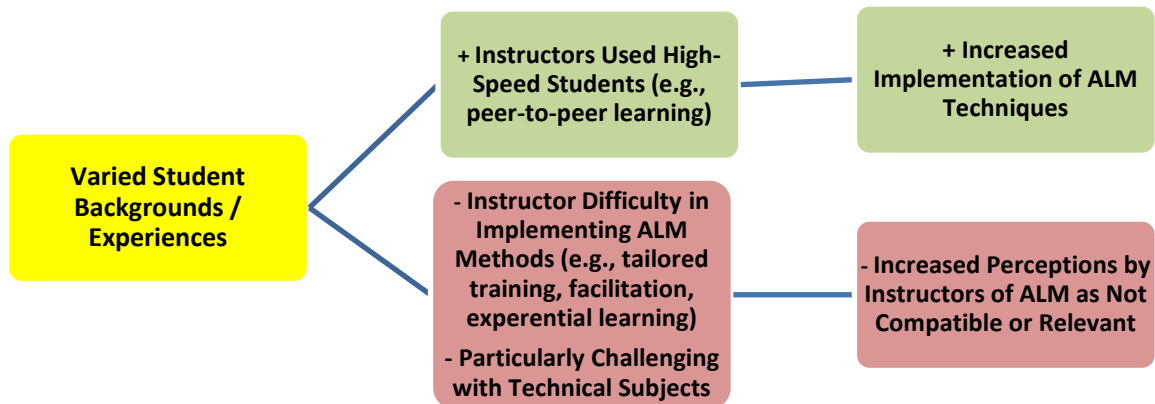 Varied Student
Backgrounds /
Experiences
+ Instructors Used High-
Speed Students (e.g.,
peer-to-peer learning)
+ Increased
Implementation of ALM
Techniques
- Instructor Difficulty in
Implementing ALM
Methods (e.g., tailored
training, facilitation,
experential learning)
- Particularly Challenging
with Technical Subjects
- Increased Perceptions by
Instructors of ALM as Not
Compatible or Relevant